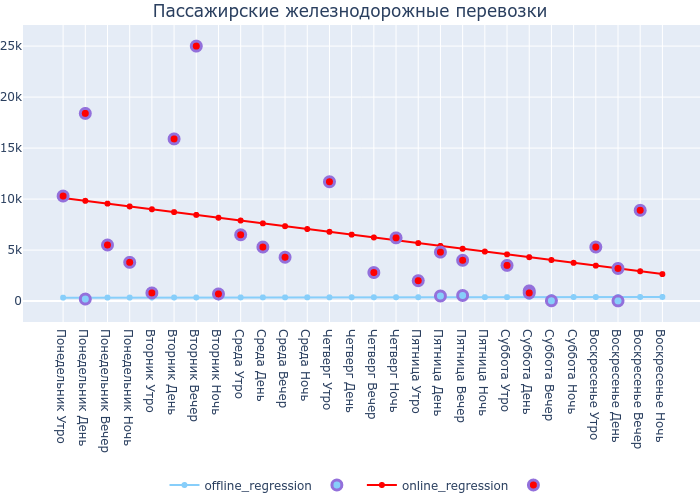 Пассажирские железнодорожные перевозки
25k
20k
15k
10k
5k
0
Понедельник Утро
Понедельник День
Понедельник Вечер
Понедельник Ночь
Вторник Утро
Вторник День
Вторник Вечер
Вторник Ночь
Среда Утро
Среда День
Среда Вечер
Среда Ночь
Четверг Утро
Четверг День
Четверг Вечер
Четверг Ночь
Пятница Утро
Пятница День
Пятница Вечер
Пятница Ночь
Суббота Утро
Суббота День
Суббота Вечер
Суббота Ночь
Воскресенье Утро
Воскресенье День
Воскресенье Вечер
Воскресенье Ночь
offline_regression
online_regression